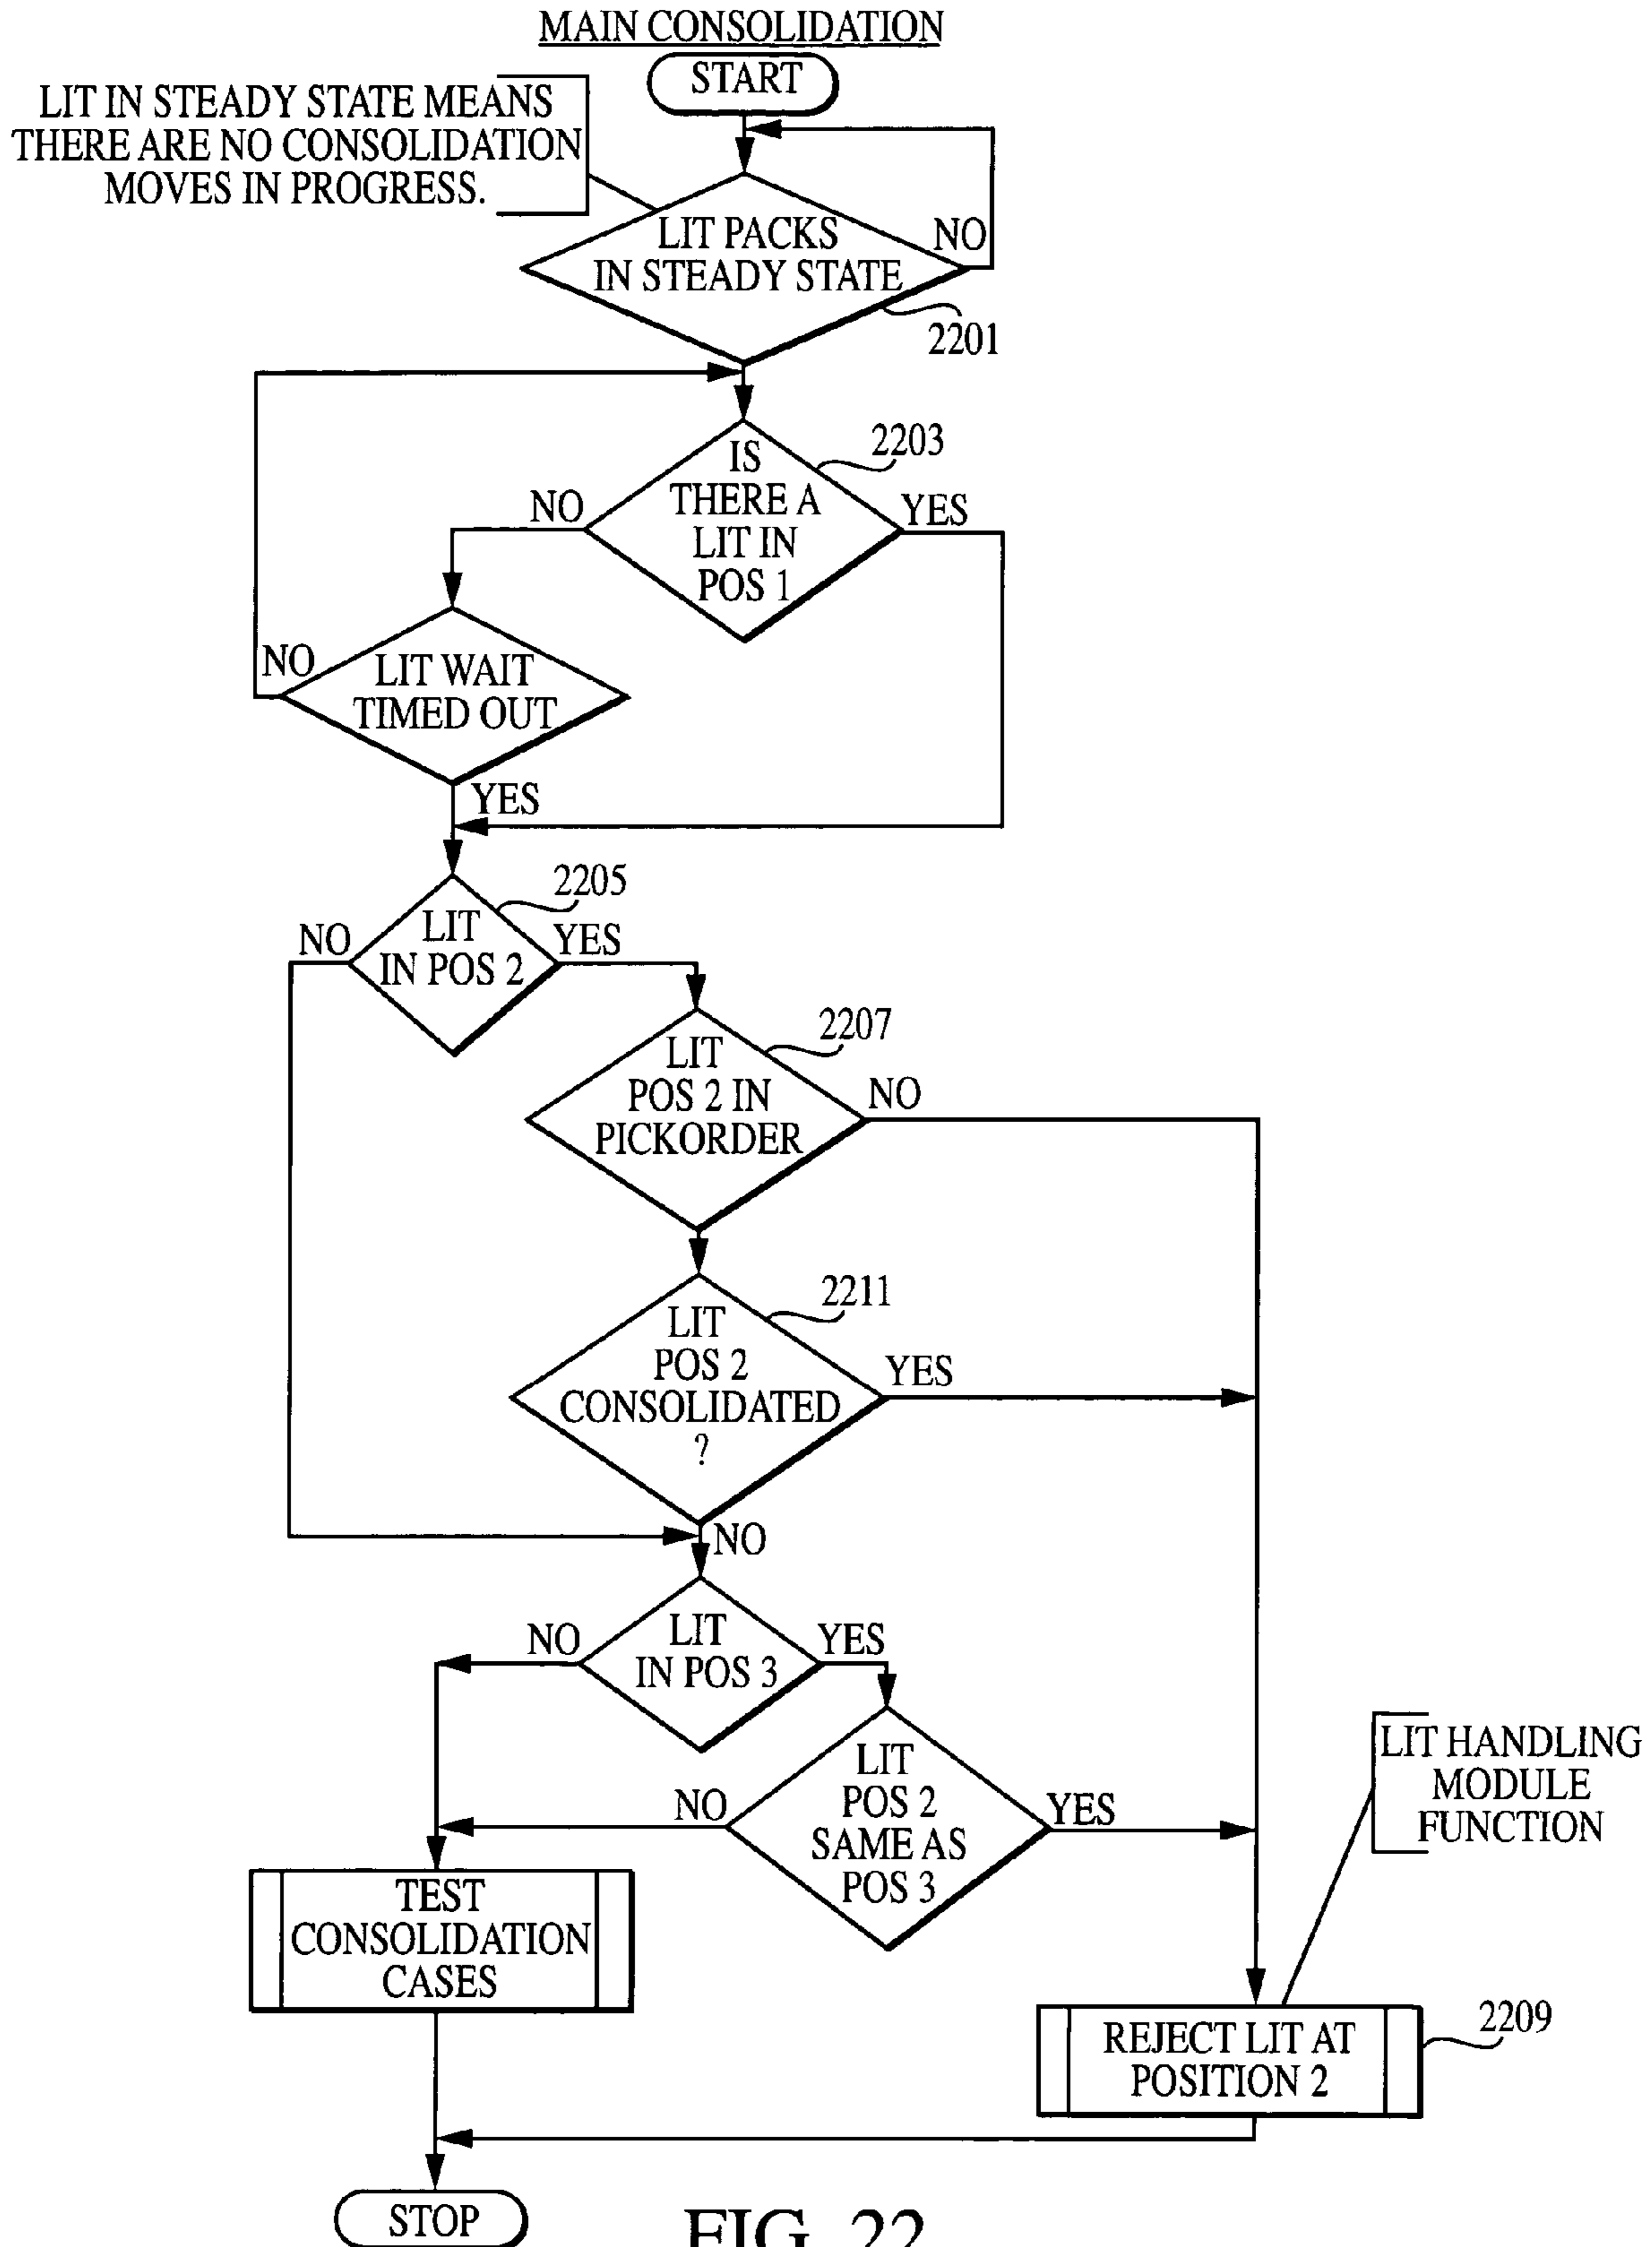 MAIN CONSOLIDATION
START
LIT IN STEADY STATE MEANS
THERE ARE NO CONSOLIDATION
MOVES IN PROGRESS.
LIT PACKS
IN STEADY STATE
NO
2201
IS
THERE A
LIT IN
POS 1
2203
NO
YES
LIT WAIT
TIMED OUT
NO
YES
LIT
IN POS 2
2205
NO
YES
LIT
POS 2 IN
PICKORDER
2207
NO
LIT
POS 2
CONSOLIDATED
?
2211
YES
NO
LIT
IN POS 3
NO
YES
LIT
POS 2
SAME AS
POS 3
NO
YES
LIT HANDLING
MODULE
FUNCTION
TEST
CONSOLIDATION
CASES
REJECT LIT AT
POSITION 2
2209
STOP
FIG. 22